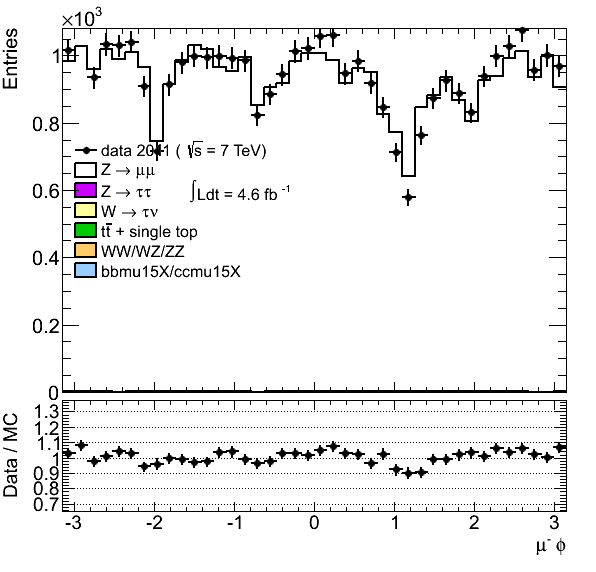 ×10³
Entries
1
0.8
0.6
0.4
0.2
0
data 2011 ( √s = 7 TeV)
Z → μμ
Z → ττ
∫Ldt = 4.6 fb⁻¹
W → τν
tt̄ + single top
WW/WZ/ZZ
bbmu15X/ccmu15X
Data / MC
1.3
1.2
1.1
1
0.9
0.8
0.7
-3 -2 -1 0 1 2 3
μ⁻ ϕ